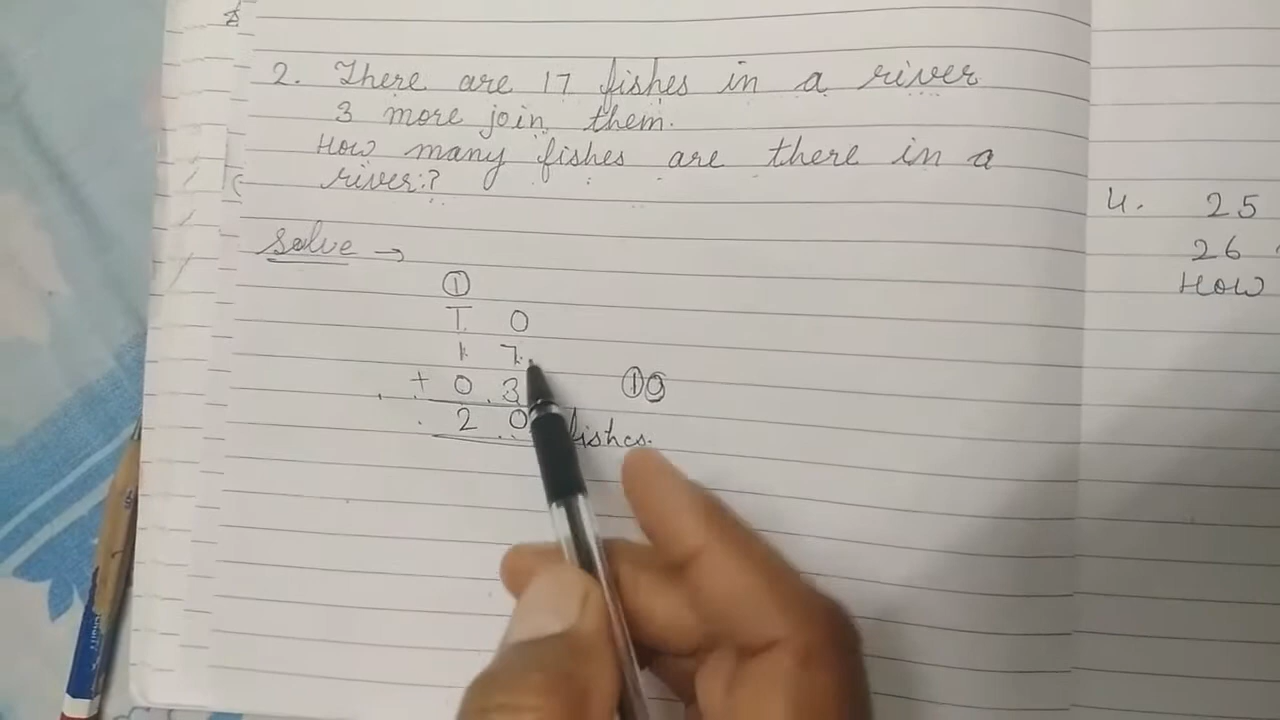 2. There are 17 fishes in a river
3 more join them.
How many fishes are there in a
river?
Solve →
1
T O
1 7
+ 0 3 10
2 0 fishes.
4. 25
26
How